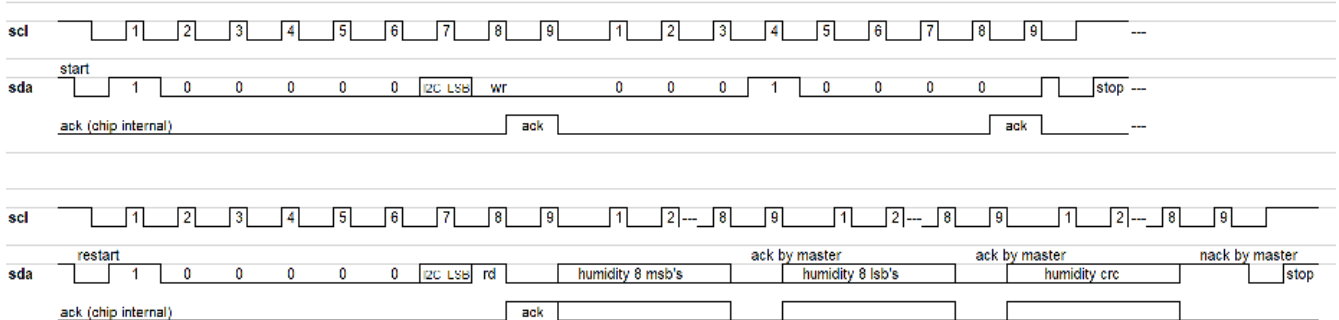 scl 1 2 3 4 5 6 7 8 9 1 2 3 4 5 6 7 8 9 ---
start
sda 1 0 0 0 0 0 I2C LSB wr 0 0 0 1 0 0 0 0 stop ---
ack (chip internal) ack ack ---
scl 1 2 3 4 5 6 7 8 9 1 2 --- 8 9 1 2 --- 8 9 1 2 --- 8 9
restart ack by master ack by master nack by master
sda 1 0 0 0 0 0 I2C LSB rd humidity 8 msb's humidity 8 lsb's humidity crc stop
ack (chip internal) ack